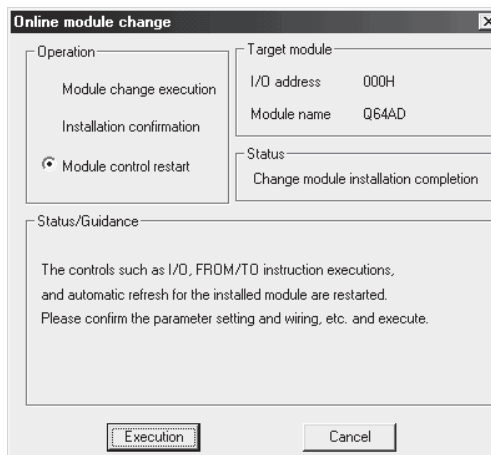 Online module change
Operation
Module change execution
Installation confirmation
Module control restart
Target module
I/O address 000H
Module name Q64AD
Status
Change module installation completion
Status/Guidance
The controls such as I/O, FROM/TO instruction executions,
and automatic refresh for the installed module are restarted.
Please confirm the parameter setting and wiring, etc. and execute.
Execution
Cancel